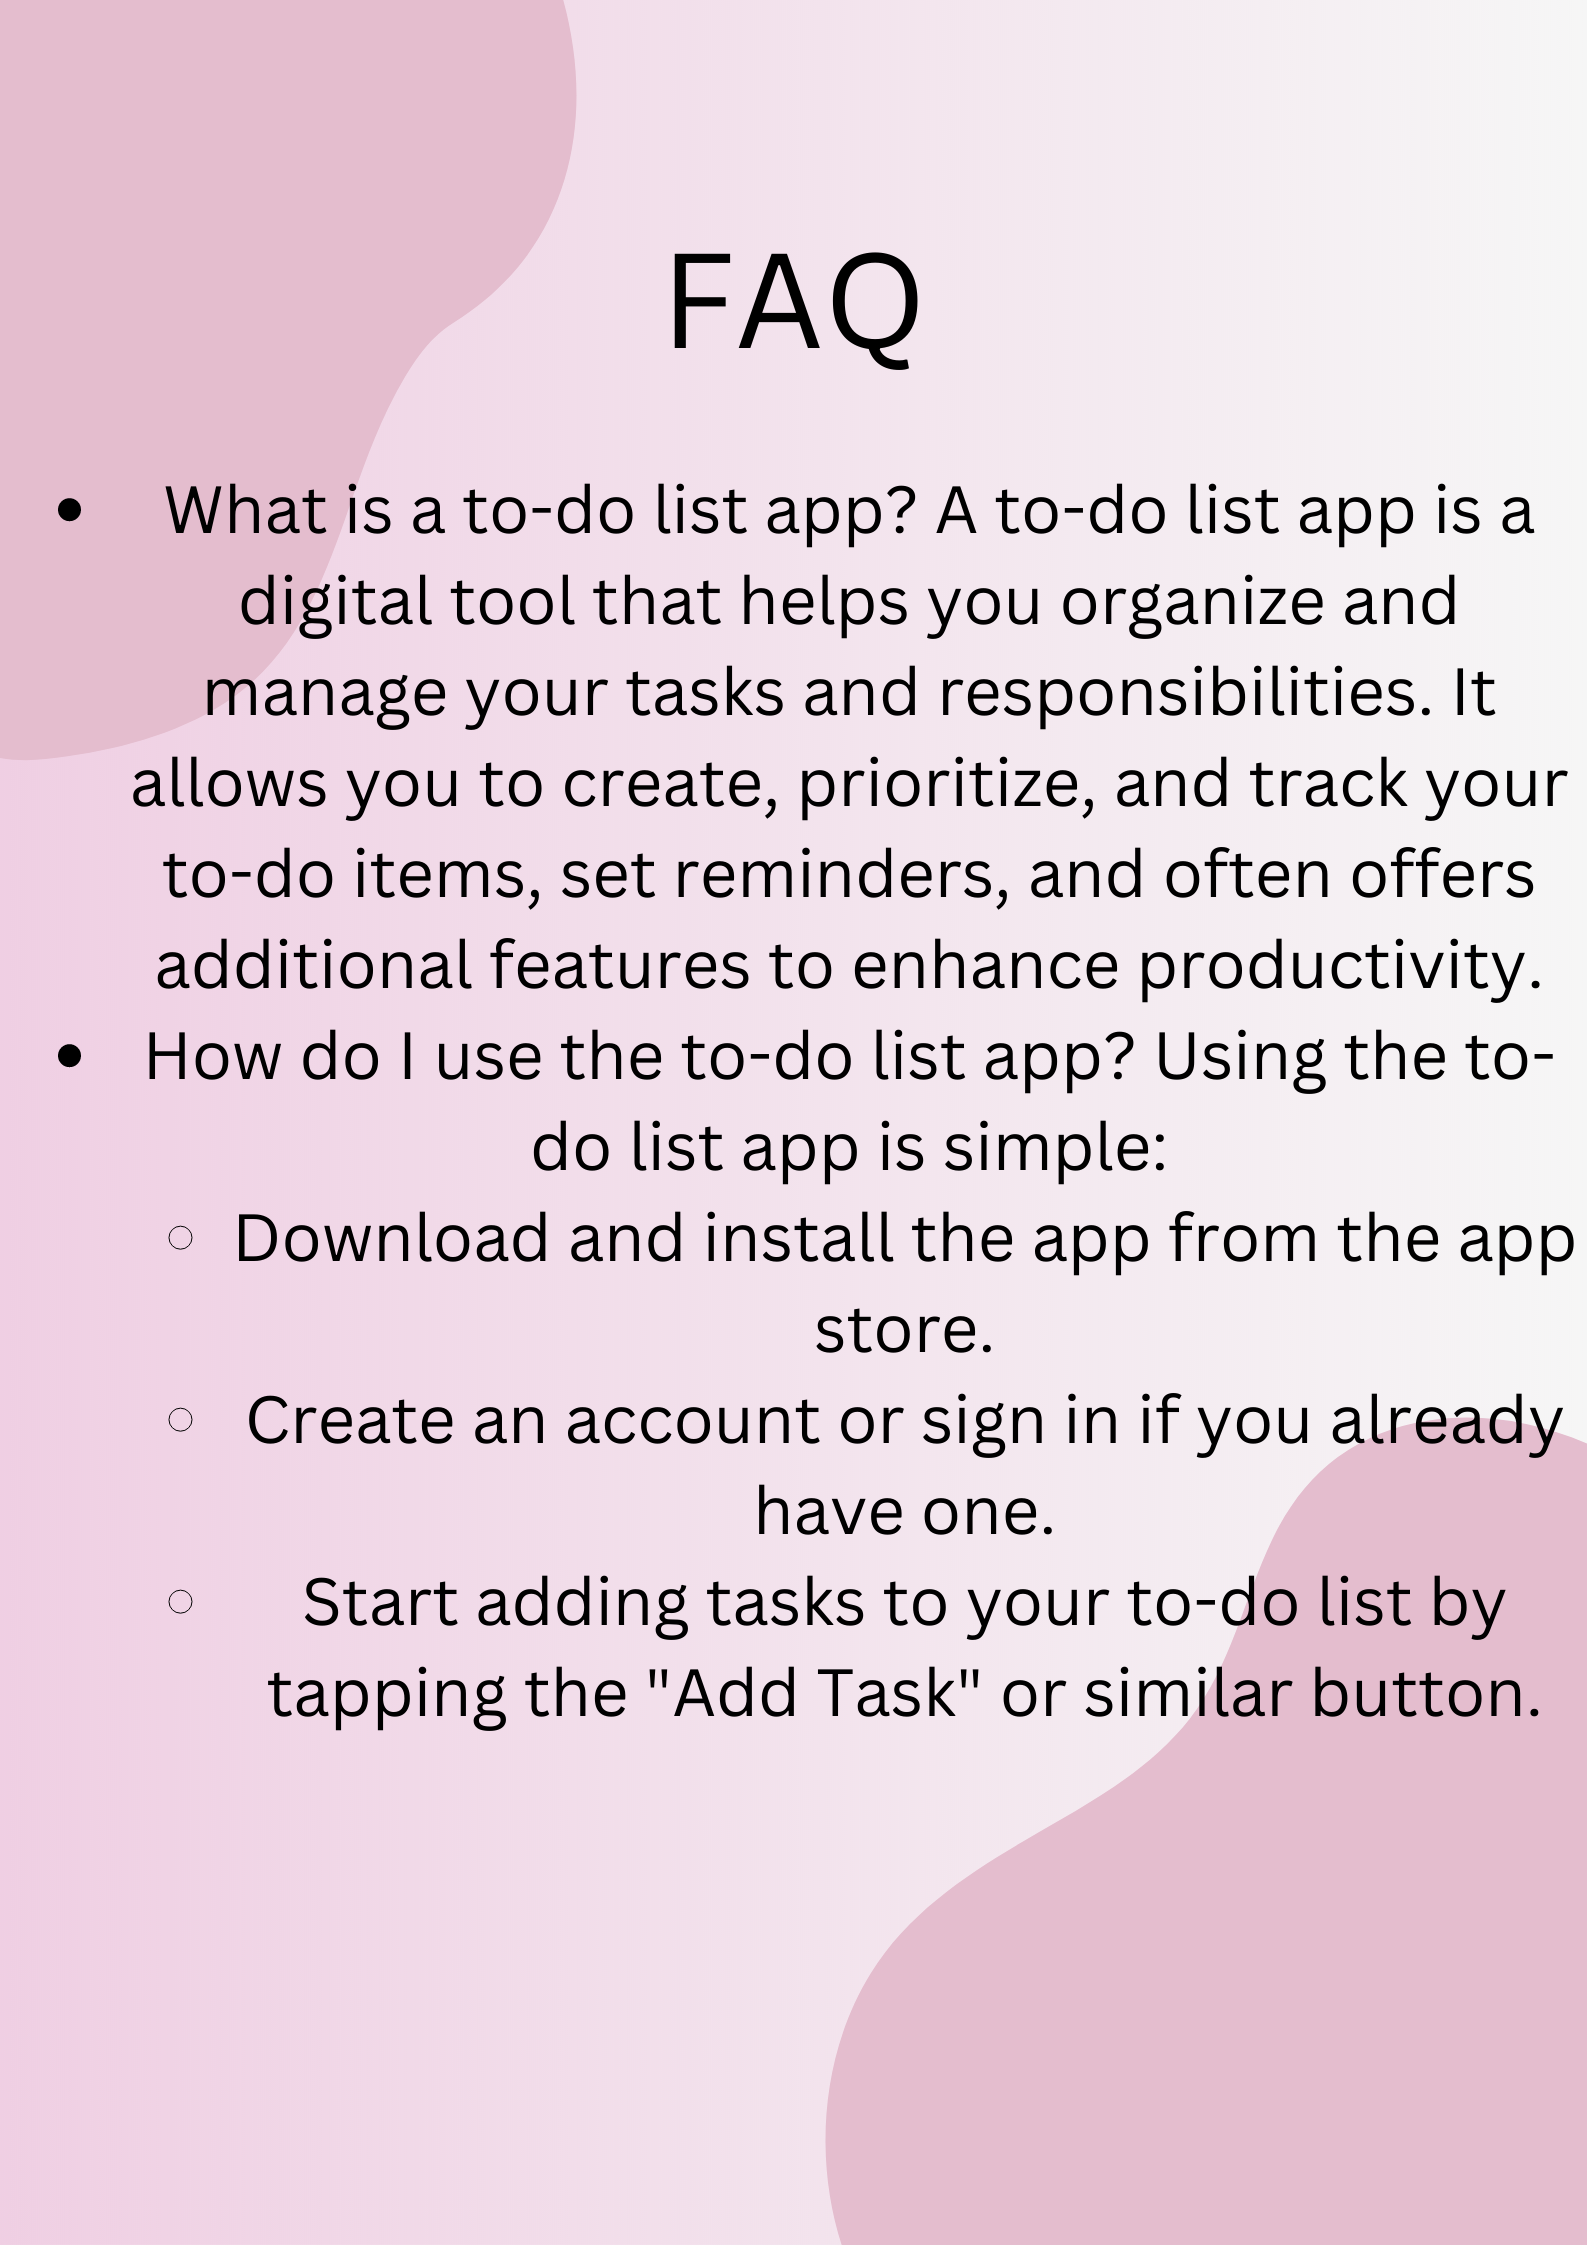 FAQ
• What is a to-do list app? A to-do list app is a
digital tool that helps you organize and
manage your tasks and responsibilities. It
allows you to create, prioritize, and track your
to-do items, set reminders, and often offers
additional features to enhance productivity.
• How do I use the to-do list app? Using the to-
do list app is simple:
○ Download and install the app from the app
store.
○ Create an account or sign in if you already
have one.
○ Start adding tasks to your to-do list by
tapping the "Add Task" or similar button.